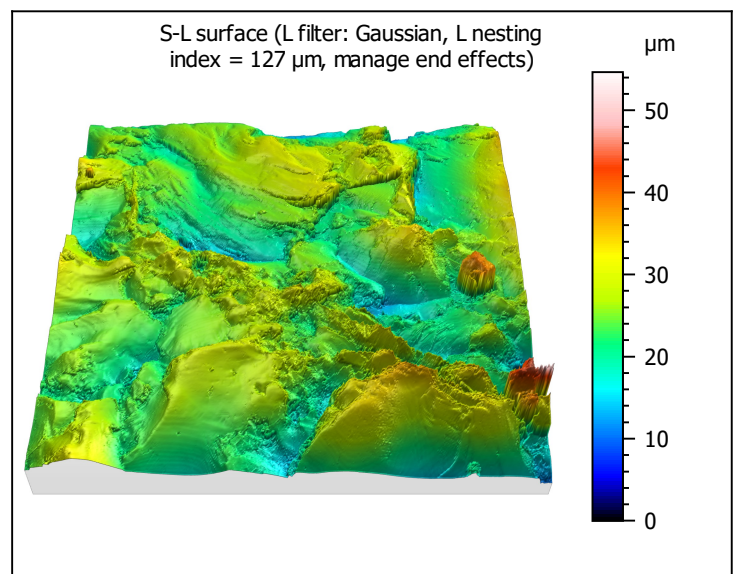 S-L surface (L filter: Gaussian, L nesting
index = 127 µm, manage end effects)
µm
50
40
30
20
10
0